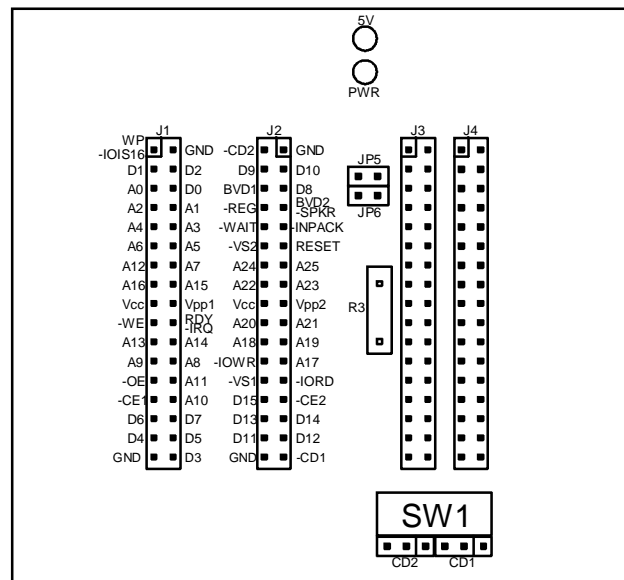 5V
PWR
J1 J2 J3 J4
WP
-IOIS16 GND -CD2 GND
D1 D2 D9 D10 JP5
A0 D0 BVD1 D8
A2 A1 -REG BVD2
-SPKR JP6
A4 A3 -WAIT -INPACK
A6 A5 -VS2 RESET
A12 A7 A24 A25
A16 A15 A22 A23
Vcc Vpp1 Vcc Vpp2 R3
-WE RDY
-IRQ A20 A21
A13 A14 A18 A19
A9 A8 -IOWR A17
-OE A11 -VS1 -IORD
-CE1 A10 D15 -CE2
D6 D7 D13 D14
D4 D5 D11 D12
GND D3 GND -CD1
SW1
CD2 CD1